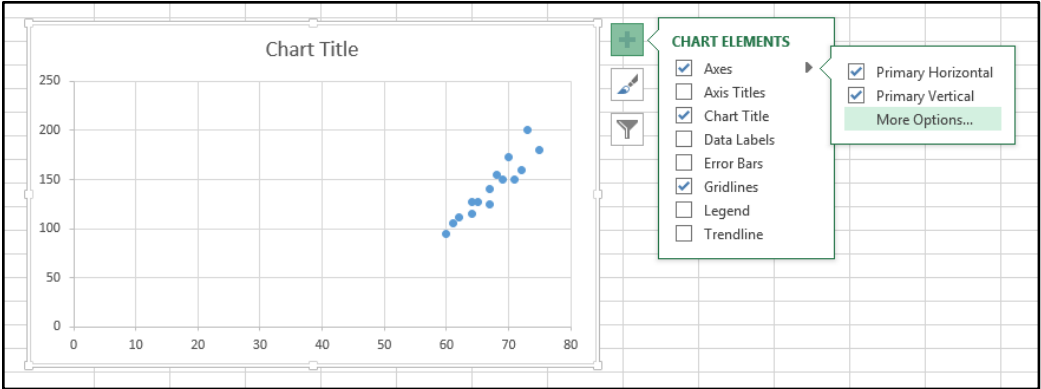 Chart Title
250
200
150
100
50
0
0 10 20 30 40 50 60 70 80
CHART ELEMENTS
Axes
Axis Titles
Chart Title
Data Labels
Error Bars
Gridlines
Legend
Trendline
Primary Horizontal
Primary Vertical
More Options...